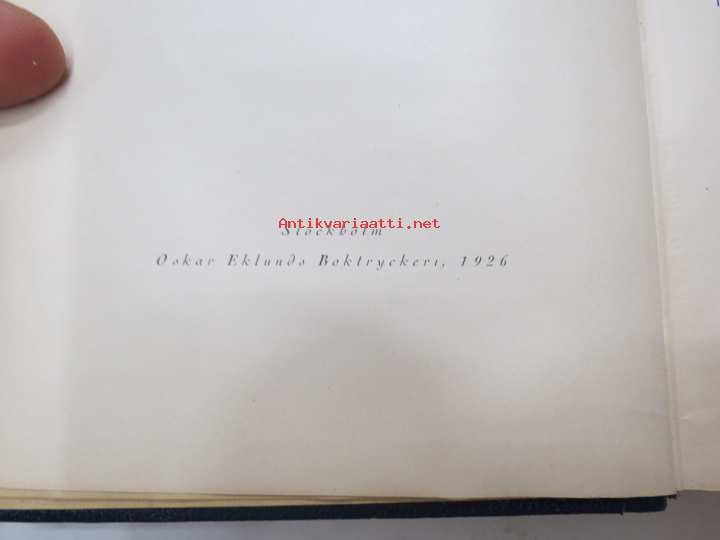 Antikvariaatti.net
Stockholm
Oskar Eklunds Boktryckeri, 1926